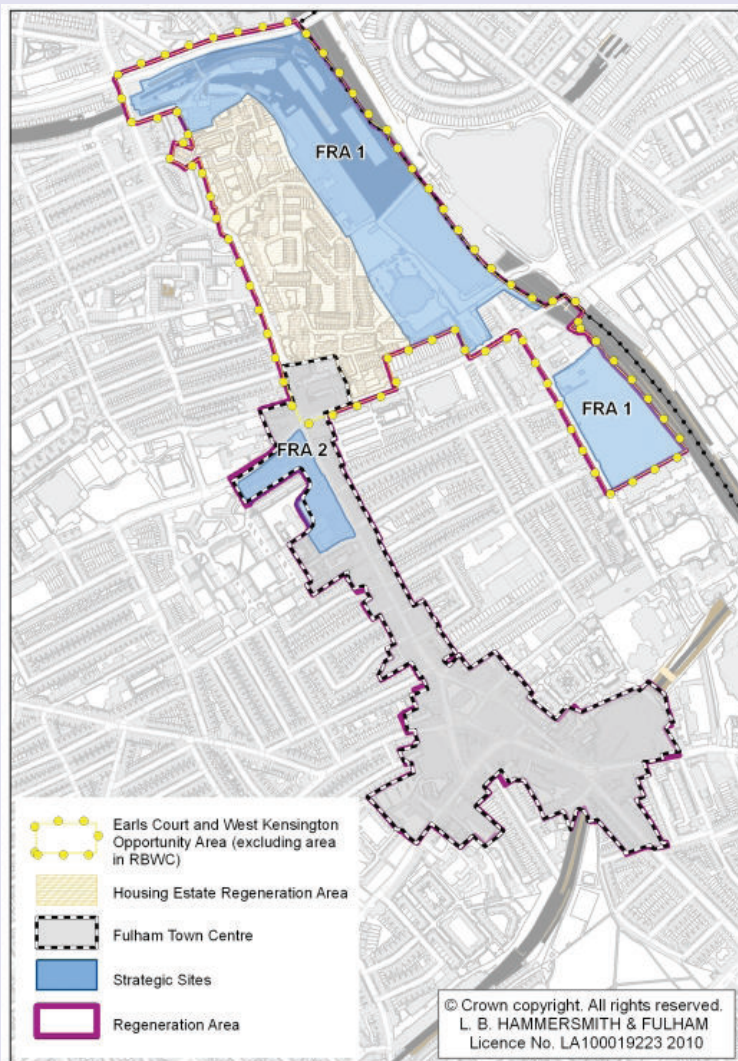 FRA 1
FRA 1
FRA 2
Earls Court and West Kensington
Opportunity Area (excluding area
in RBWC)
Housing Estate Regeneration Area
Fulham Town Centre
Strategic Sites
Regeneration Area
© Crown copyright. All rights reserved.
L. B. HAMMERSMITH & FULHAM
Licence No. LA100019223 2010